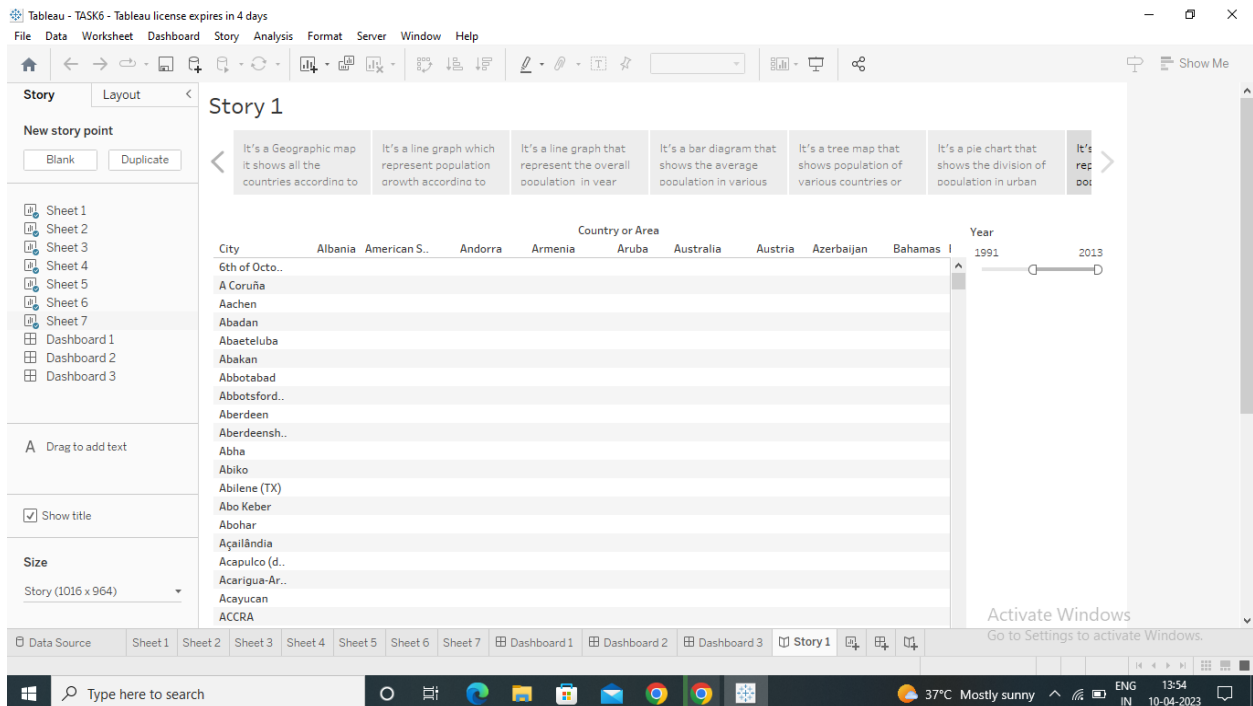 Tableau - TASK6 - Tableau license expires in 4 days
File Data Worksheet Dashboard Story Analysis Format Server Window Help
Show Me
Story Layout
New story point
Blank Duplicate
Sheet 1
Sheet 2
Sheet 3
Sheet 4
Sheet 5
Sheet 6
Sheet 7
Dashboard 1
Dashboard 2
Dashboard 3
A Drag to add text
Show title
Size
Story (1016 x 964)
Story 1
It's a Geographic map
it shows all the
countries according to
It's a line graph which
represent population
growth according to
It's a line graph that
represent the overall
population in year
It's a bar diagram that
shows the average
population in various
It's a tree map that
shows population of
various countries or
It's a pie chart that
shows the division of
population in urban
It's
rep
Country or Area
City Albania American S.. Andorra Armenia Aruba Australia Austria Azerbaijan Bahamas
6th of Octo..
A Coruña
Aachen
Abadan
Abaeteluba
Abakan
Abbotabad
Abbotsford..
Aberdeen
Aberdeensh..
Abha
Abiko
Abilene (TX)
Abo Keber
Abohar
Açailândia
Acapulco (d..
Acarigua-Ar..
Acayucan
ACCRA
Year
1991 2013
Activate Windows
Go to Settings to activate Windows.
Data Source Sheet 1 Sheet 2 Sheet 3 Sheet 4 Sheet 5 Sheet 6 Sheet 7 Dashboard 1 Dashboard 2 Dashboard 3 Story 1
Type here to search
37°C Mostly sunny
ENG
IN
13:54
10-04-2023